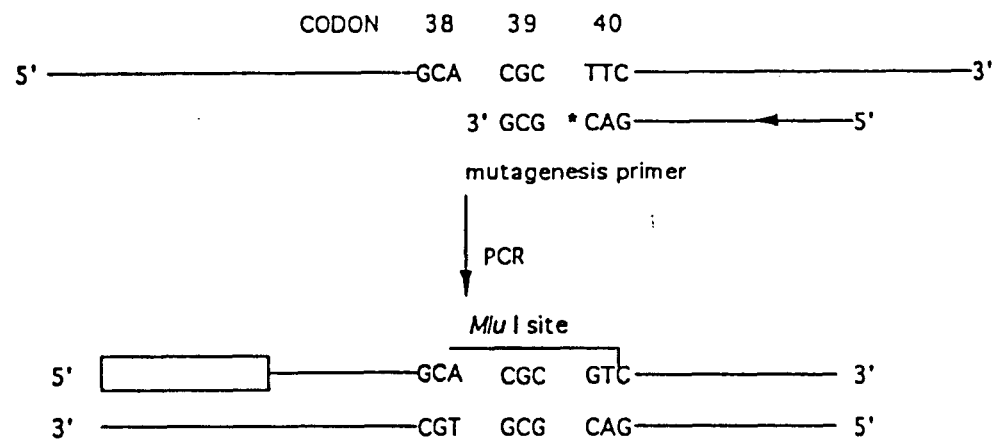 CODON 38 39 40
5' GCA CGC TTC 3'
3' GCG *CAG 5'
mutagenesis primer
PCR
Mlu I site
5' GCA CGC GTC 3'
3' CGT GCG CAG 5'